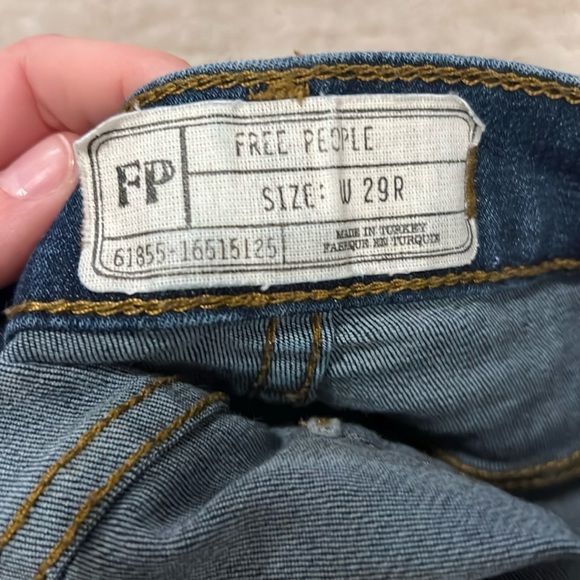 FP
FREE PEOPLE
SIZE: W 29R
61855-16515125
MADE IN TURKEY
FABRIQUE EN TURQUIE